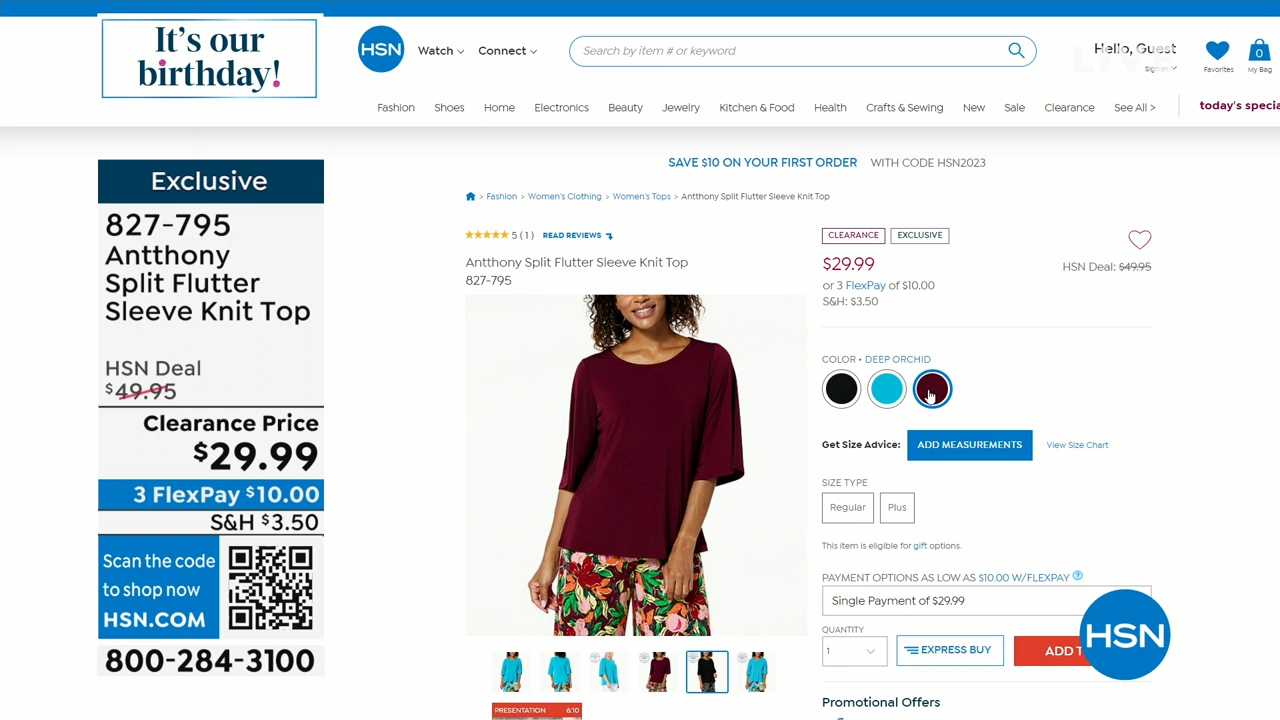 It's our
birthday!
HSN
Watch
Connect
Search by item # or keyword
Hello, Guest
Sign In
LIVE
Favorites
0
My Bag
Fashion
Shoes
Home
Electronics
Beauty
Jewelry
Kitchen & Food
Health
Crafts & Sewing
New
Sale
Clearance
See All >
today's specia
SAVE $10 ON YOUR FIRST ORDER WITH CODE HSN2023
Exclusive
827-795
Antthony
Split Flutter
Sleeve Knit Top
HSN Deal
$49.95
Clearance Price
$29.99
3 FlexPay $10.00
S&H $3.50
Scan the code
to shop now
HSN.COM
800-284-3100
> Fashion > Women's Clothing > Women's Tops > Antthony Split Flutter Sleeve Knit Top
5 ( 1 ) READ REVIEWS
Antthony Split Flutter Sleeve Knit Top
827-795
PRESENTATION 6:10
CLEARANCE
EXCLUSIVE
$29.99
HSN Deal: $49.95
or 3 FlexPay of $10.00
S&H: $3.50
COLOR • DEEP ORCHID
Get Size Advice:
ADD MEASUREMENTS
View Size Chart
SIZE TYPE
Regular
Plus
This item is eligible for gift options.
PAYMENT OPTIONS AS LOW AS $10.00 W/FLEXPAY ?
Single Payment of $29.99
QUANTITY
1
EXPRESS BUY
ADD T
HSN
Promotional Offers